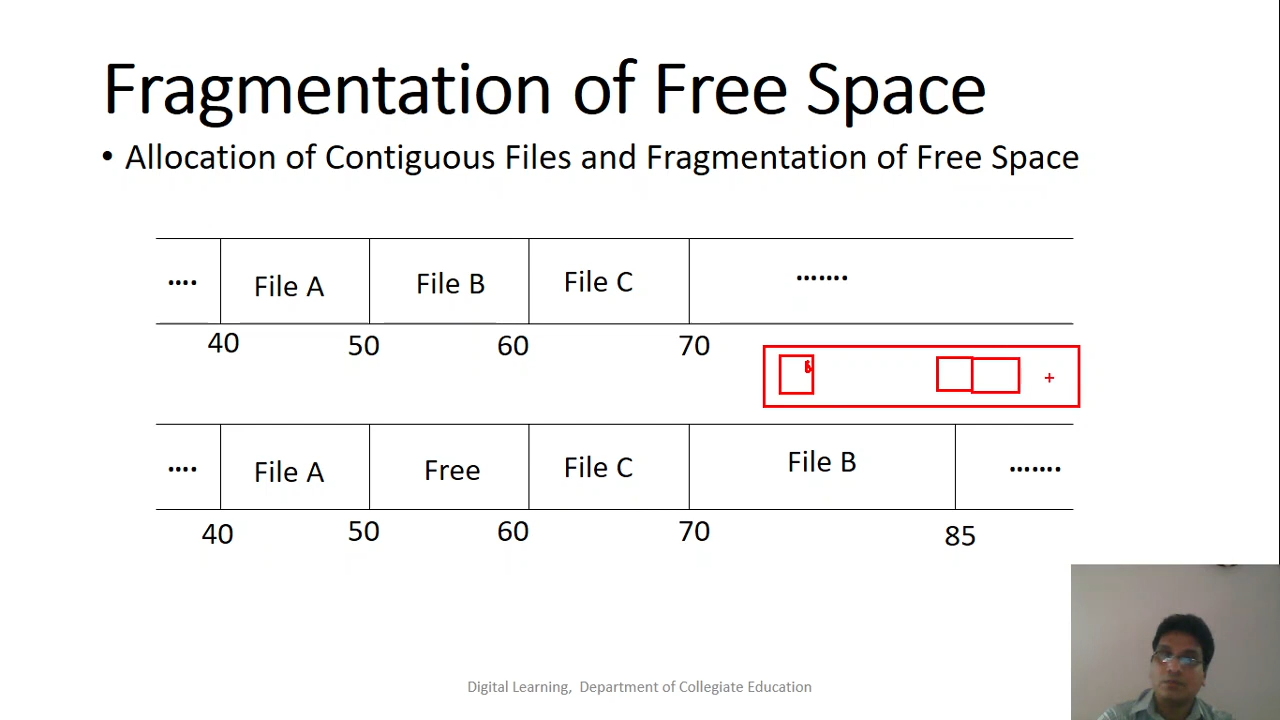 Fragmentation of Free Space
• Allocation of Contiguous Files and Fragmentation of Free Space
.... File A File B File C .......
40 50 60 70
.... File A Free File C File B .......
40 50 60 70 85
Digital Learning, Department of Collegiate Education